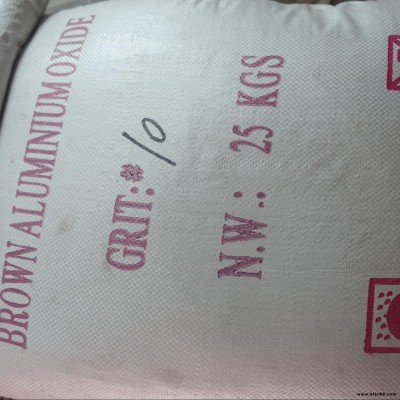 BROWN ALUMINIUM OXIDE
GRIT:# 10
N.W.: 25 KGS